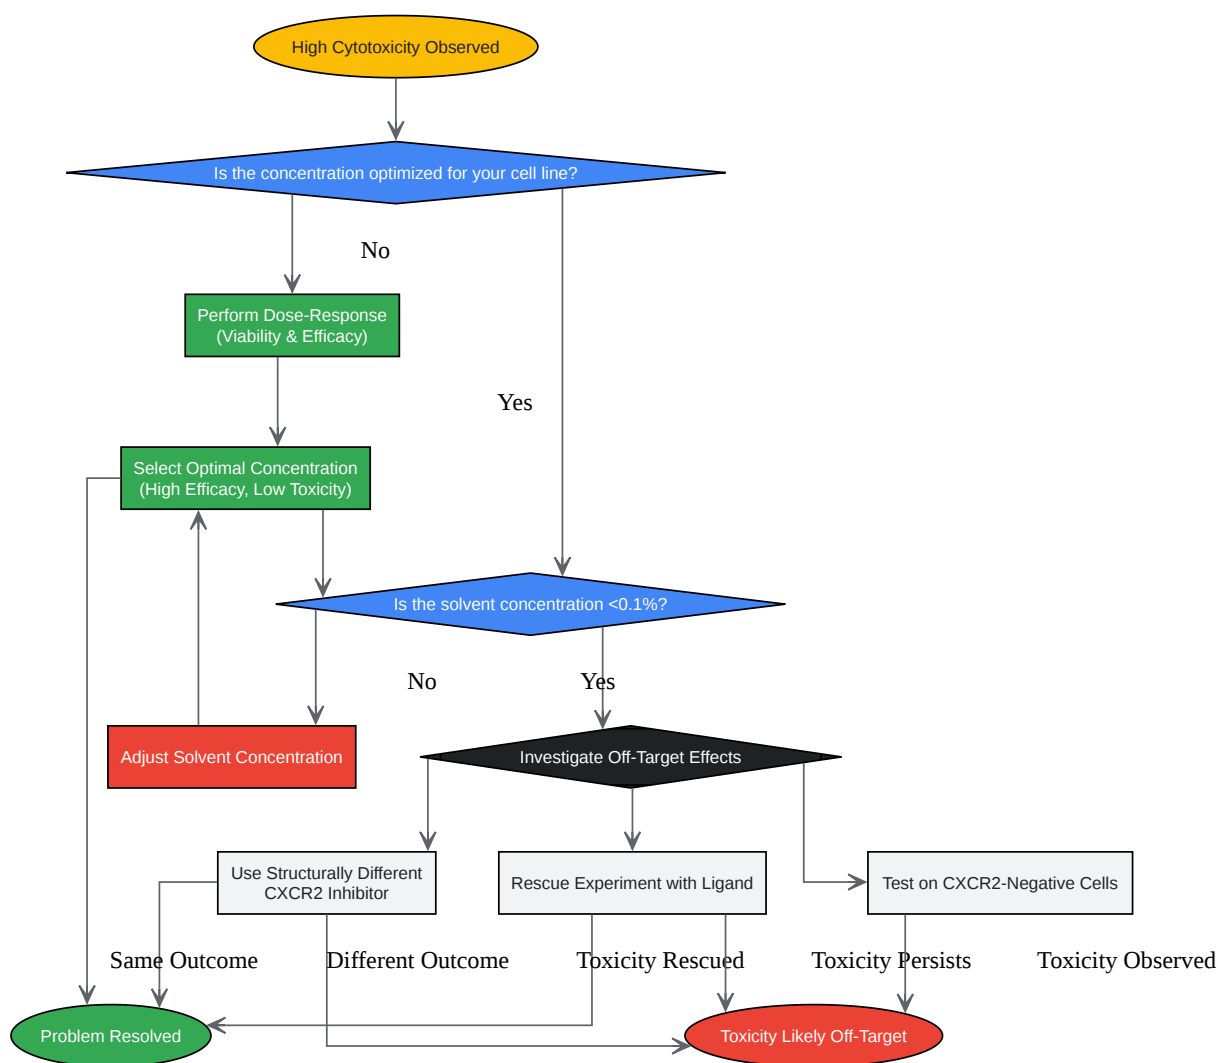 High Cytotoxicity Observed
Is the concentration optimized for your cell line?
No
Perform Dose-Response
(Viability & Efficacy)
Yes
Select Optimal Concentration
(High Efficacy, Low Toxicity)
Is the solvent concentration <0.1%?
No
Yes
Adjust Solvent Concentration
Investigate Off-Target Effects
Use Structurally Different
CXCR2 Inhibitor
Rescue Experiment with Ligand
Test on CXCR2-Negative Cells
Same Outcome
Different Outcome
Toxicity Rescued
Toxicity Persists
Toxicity Observed
Problem Resolved
Toxicity Likely Off-Target